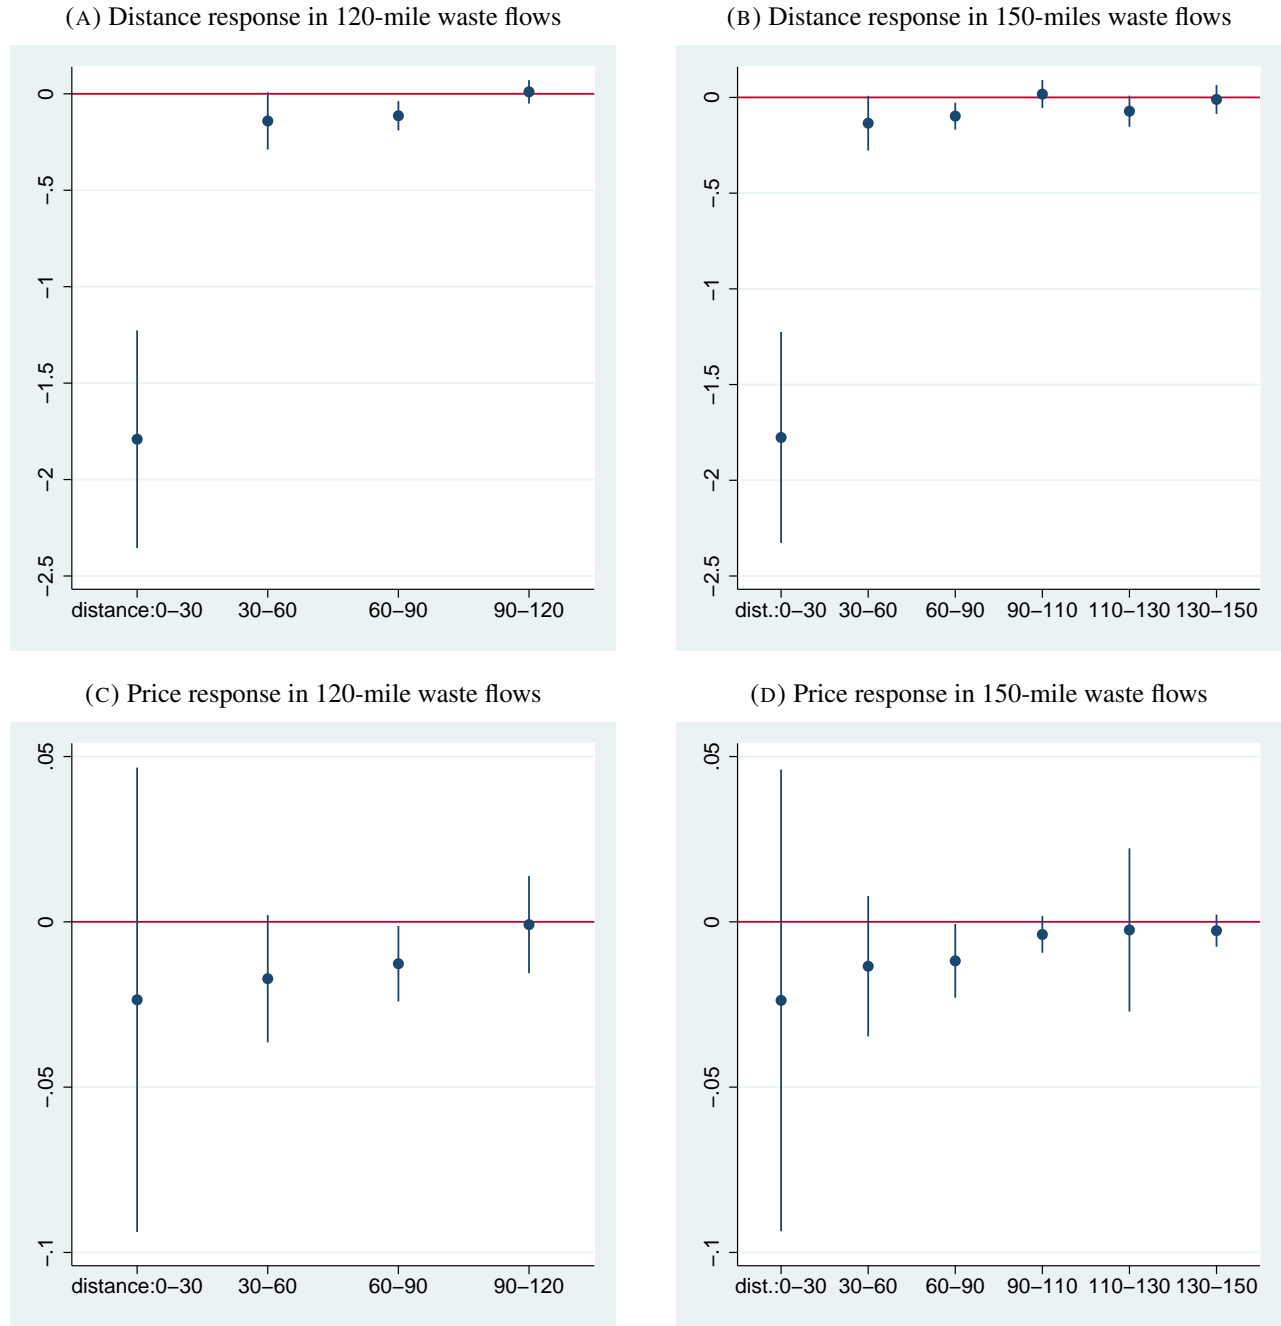 (A) Distance response in 120-mile waste flows
0
−.5
−1
−1.5
−2
−2.5
distance:0−30 30−60 60−90 90−120
(B) Distance response in 150-miles waste flows
0
−.5
−1
−1.5
−2
−2.5
dist.:0−30 30−60 60−90 90−110 110−130 130−150
(C) Price response in 120-mile waste flows
.05
0
−.05
−.1
distance:0−30 30−60 60−90 90−120
(D) Price response in 150-mile waste flows
.05
0
−.05
−.1
dist.:0−30 30−60 60−90 90−110 110−130 130−150